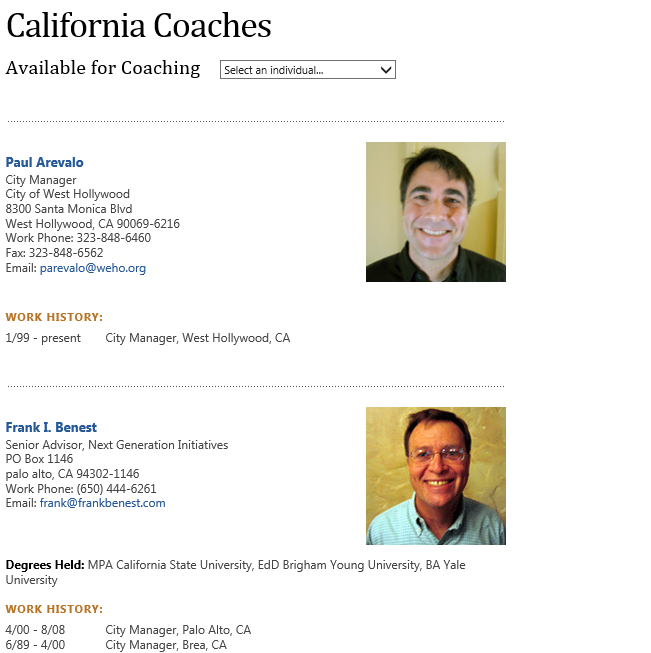 California Coaches
Available for Coaching
Select an individual...
Paul Arevalo
City Manager
City of West Hollywood
8300 Santa Monica Blvd
West Hollywood, CA 90069-6216
Work Phone: 323-848-6460
Fax: 323-848-6562
Email: parevalo@weho.org
WORK HISTORY:
1/99 - present City Manager, West Hollywood, CA
Frank I. Benest
Senior Advisor, Next Generation Initiatives
PO Box 1146
palo alto, CA 94302-1146
Work Phone: (650) 444-6261
Email: frank@frankbenest.com
Degrees Held: MPA California State University, EdD Brigham Young University, BA Yale
University
WORK HISTORY:
4/00 - 8/08 City Manager, Palo Alto, CA
6/89 - 4/00 City Manager, Brea, CA